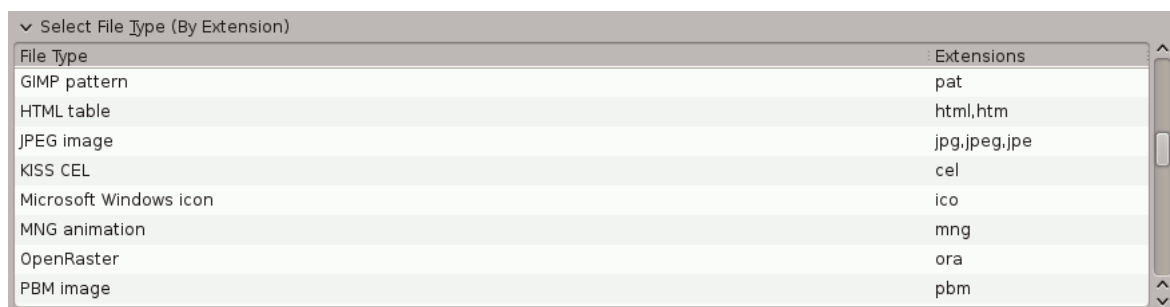 Select File Type (By Extension)
File Type Extensions
GIMP pattern pat
HTML table html,htm
JPEG image jpg,jpeg,jpe
KISS CEL cel
Microsoft Windows icon ico
MNG animation mng
OpenRaster ora
PBM image pbm